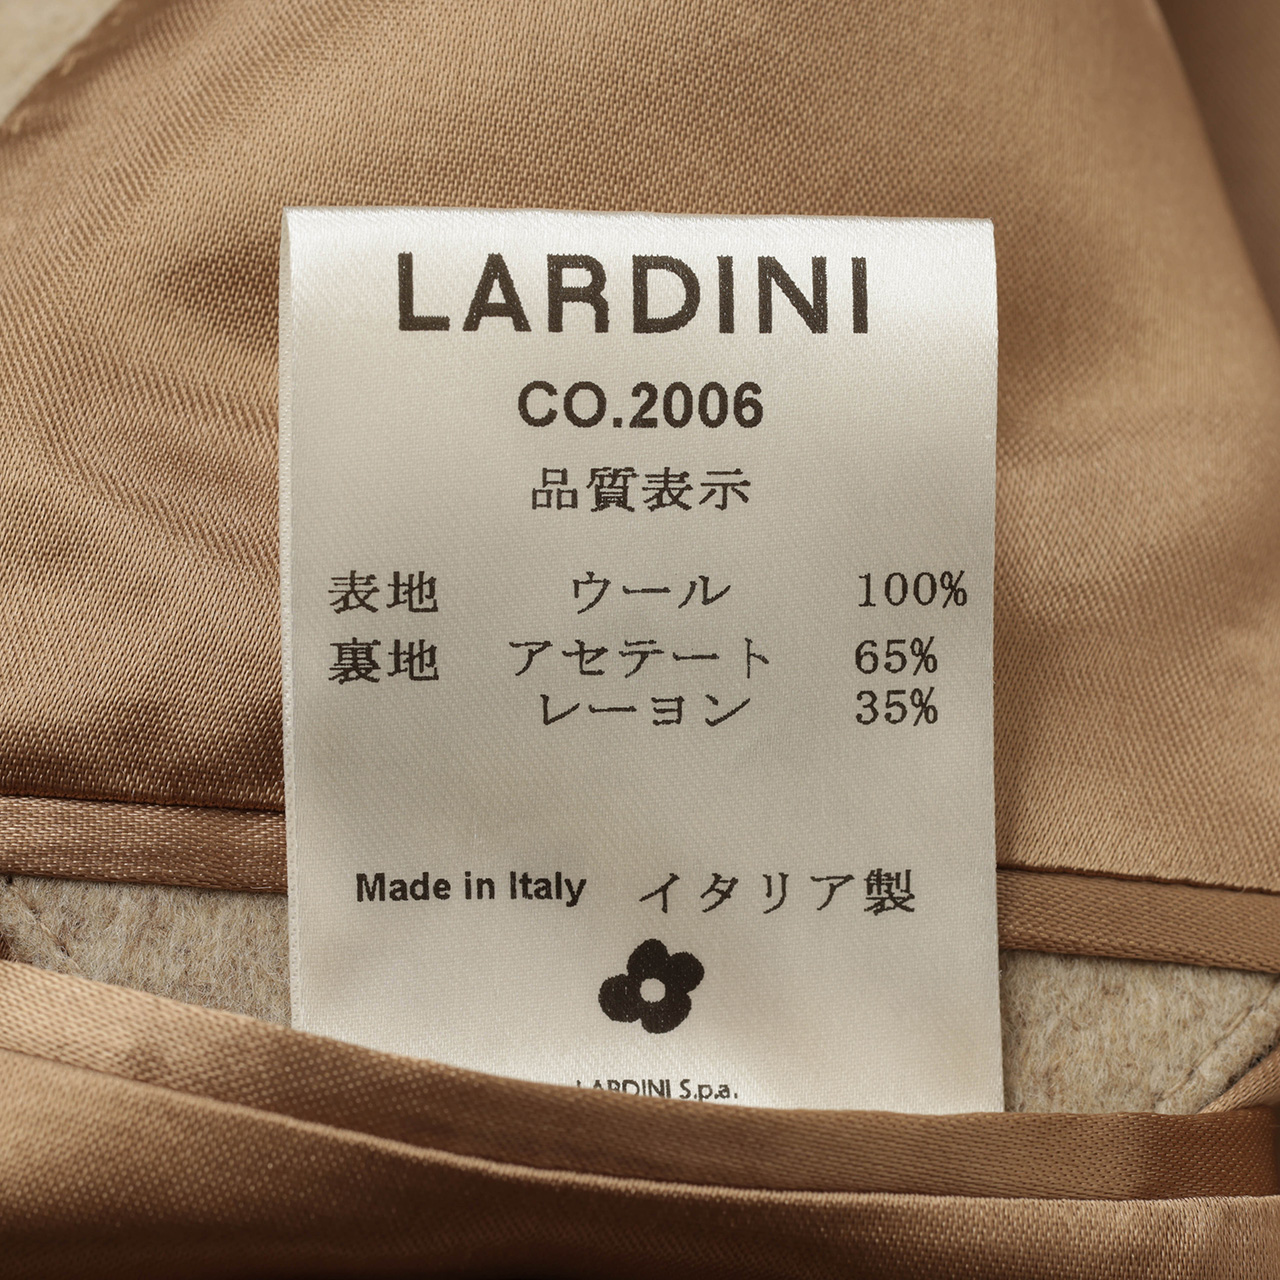 LARDINI
CO.2006
品質表示
表地 ウール 100%
裏地 アセテート 65%
レーヨン 35%
Made in Italy イタリア製
LARDINI S.p.a.